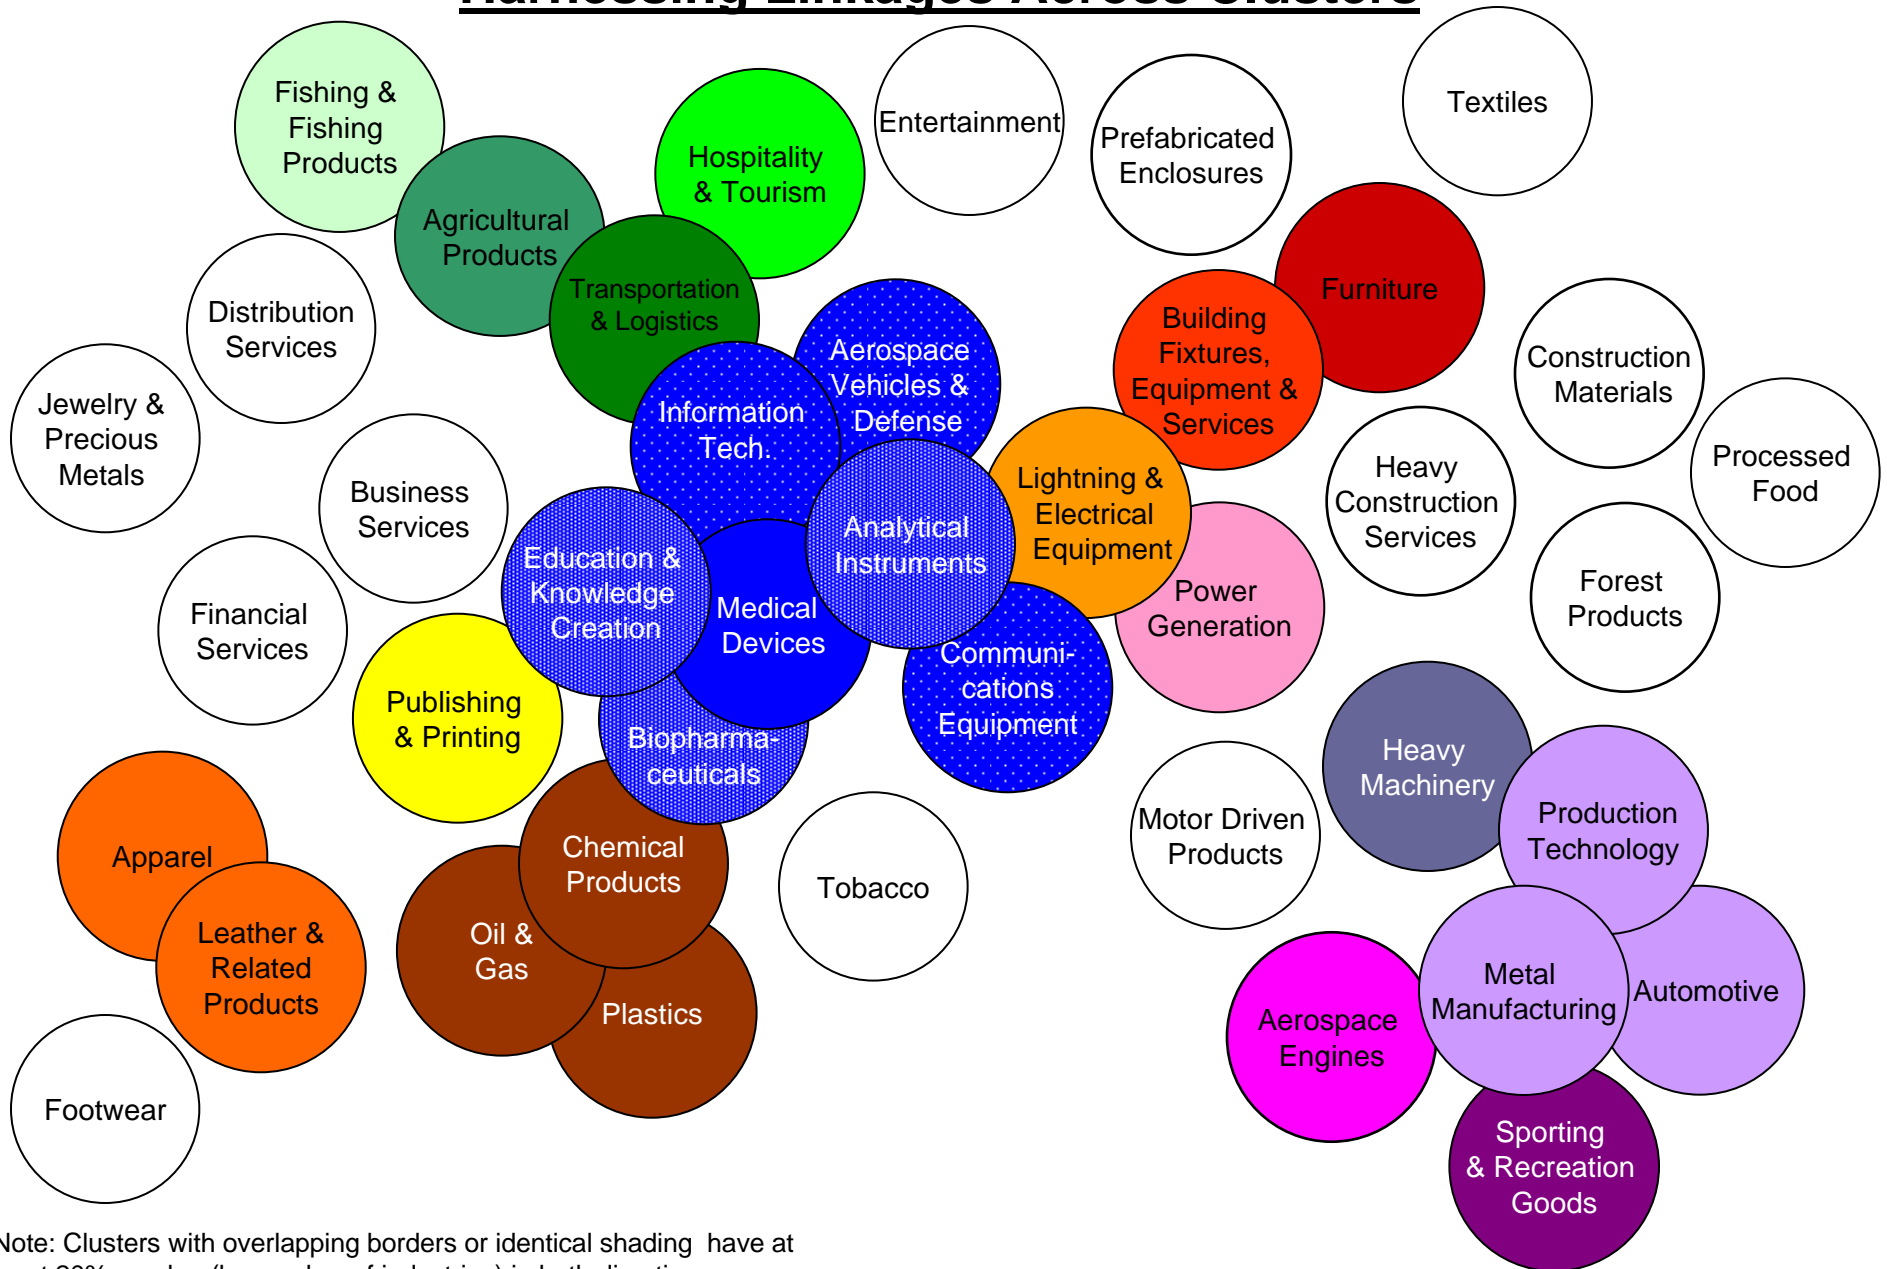 Harnessing Linkages Across Clusters
Fishing &
Fishing
Products
Agricultural
Products
Hospitality
& Tourism
Entertainment
Prefabricated
Enclosures
Textiles
Transportation
& Logistics
Furniture
Distribution
Services
Aerospace
Vehicles &
Defense
Building
Fixtures,
Equipment &
Services
Construction
Materials
Jewelry &
Precious
Metals
Information
Tech.
Processed
Food
Business
Services
Lightning &
Electrical
Equipment
Heavy
Construction
Services
Analytical
Instruments
Education &
Knowledge
Creation
Medical
Devices
Power
Generation
Forest
Products
Financial
Services
Communi-
cations
Equipment
Publishing
& Printing
Biopharma-
ceuticals
Heavy
Machinery
Production
Technology
Motor Driven
Products
Apparel
Chemical
Products
Tobacco
Leather &
Related
Products
Oil &
Gas
Plastics
Metal
Manufacturing
Automotive
Aerospace
Engines
Footwear
Sporting
& Recreation
Goods
Note: Clusters with overlapping borders or identical shading have at